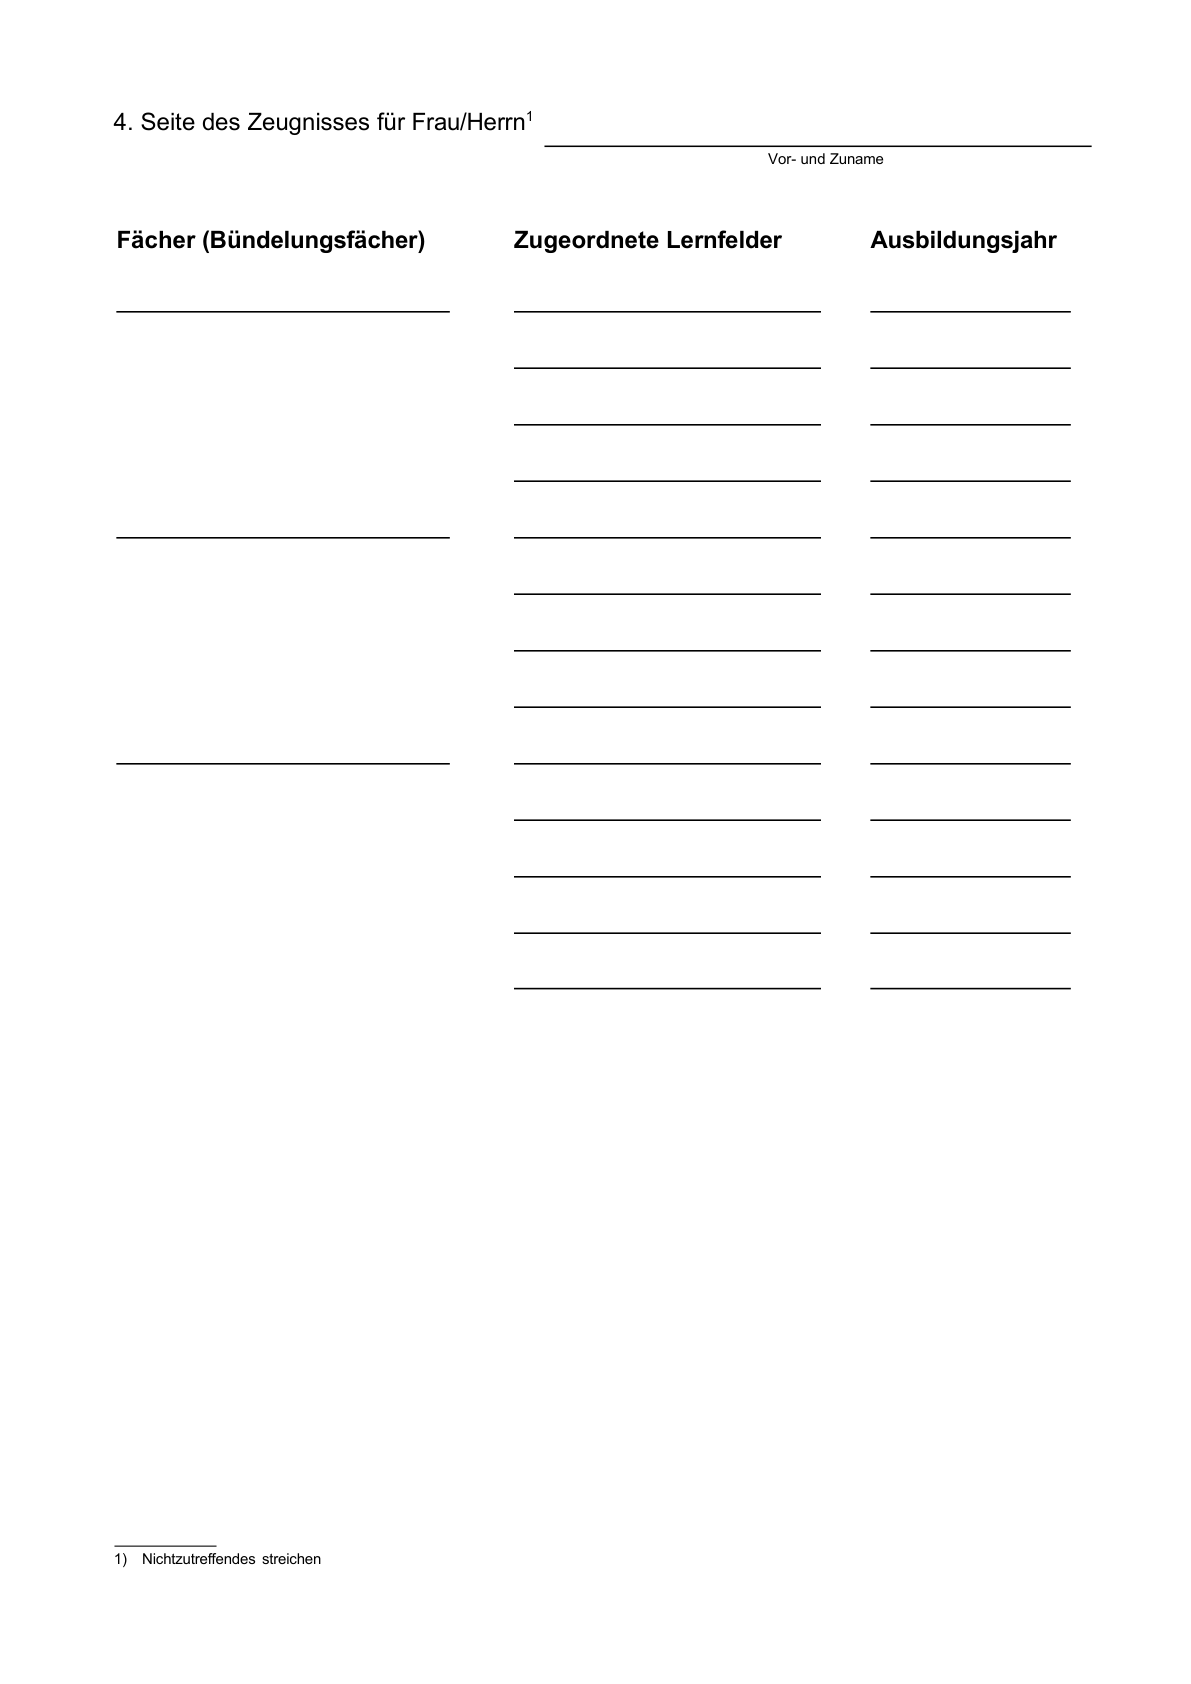 4. Seite des Zeugnisses für Frau/Herrn¹
Vor- und Zuname
Fächer (Bündelungsfächer) Zugeordnete Lernfelder Ausbildungsjahr
1) Nichtzutreffendes streichen